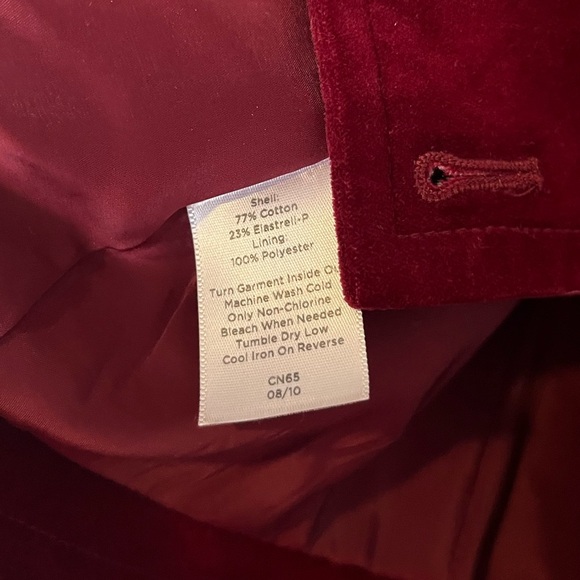 Shell:
77% Cotton
23% Elastrell-P
Lining:
100% Polyester
Turn Garment Inside Ou
Machine Wash Cold
Only Non-Chlorine
Bleach When Needed
Tumble Dry Low
Cool Iron On Reverse
CN65
08/10